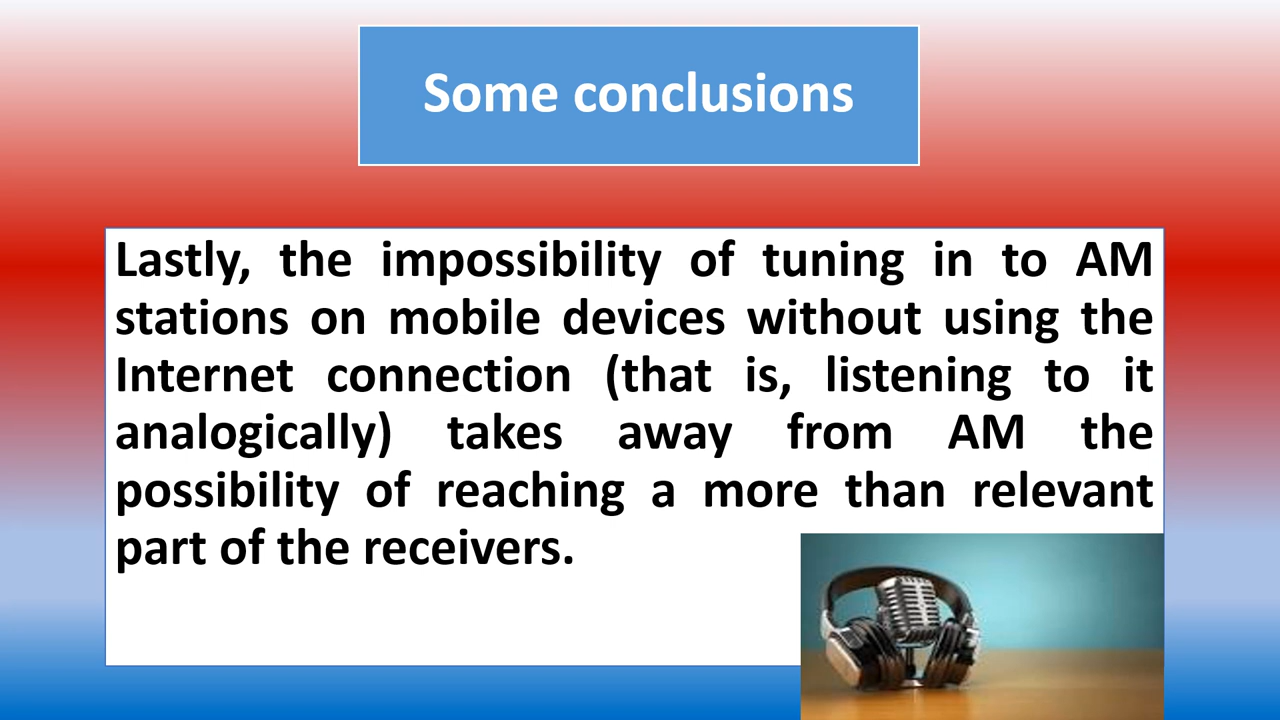 Some conclusions
Lastly, the impossibility of tuning in to AM
stations on mobile devices without using the
Internet connection (that is, listening to it
analogically) takes away from AM the
possibility of reaching a more than relevant
part of the receivers.